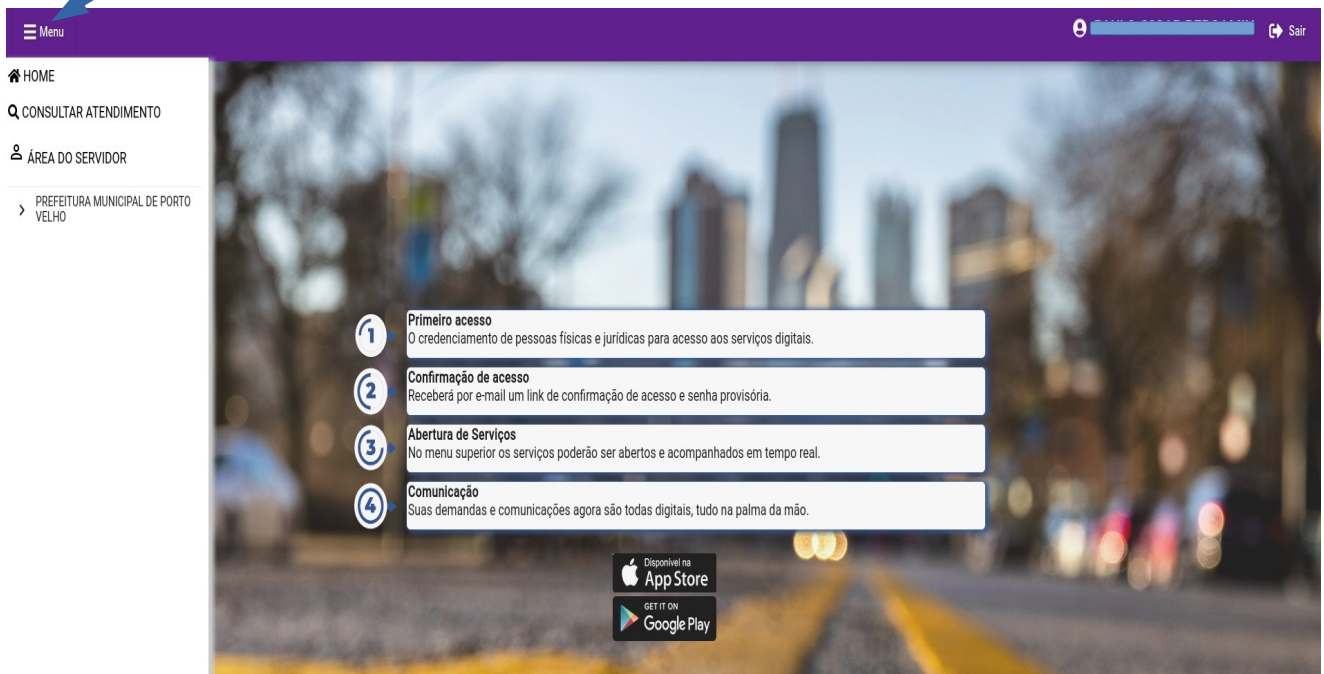 Menu
Sair
HOME
CONSULTAR ATENDIMENTO
ÁREA DO SERVIDOR
PREFEITURA MUNICIPAL DE PORTO
VELHO
1
Primeiro acesso
O credenciamento de pessoas físicas e jurídicas para acesso aos serviços digitais.
2
Confirmação de acesso
Receberá por e-mail um link de confirmação de acesso e senha provisória.
3
Abertura de Serviços
No menu superior os serviços poderão ser abertos e acompanhados em tempo real.
4
Comunicação
Suas demandas e comunicações agora são todas digitais, tudo na palma da mão.
Disponível na
App Store
GET IT ON
Google Play